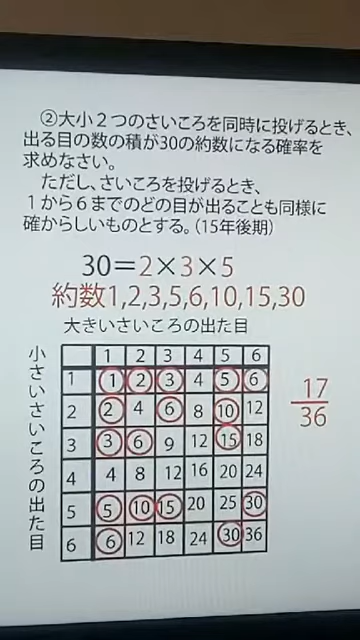 ②大小２つのさいころを同時に投げるとき、
出る目の数の積が30の約数になる確率を
求めなさい。
ただし、さいころを投げるとき、
１から６までのどの目が出ることも同様に
確からしいものとする。(15年後期)
30＝2×3×5
約数1,2,3,5,6,10,15,30
大きいさいころの出た目
小さいさいころの出た目
1 2 3 4 5 6
1 1 2 3 4 5 6
2 2 4 6 8 10 12
3 3 6 9 12 15 18
4 4 8 12 16 20 24
5 5 10 15 20 25 30
6 6 12 18 24 30 36
17
36